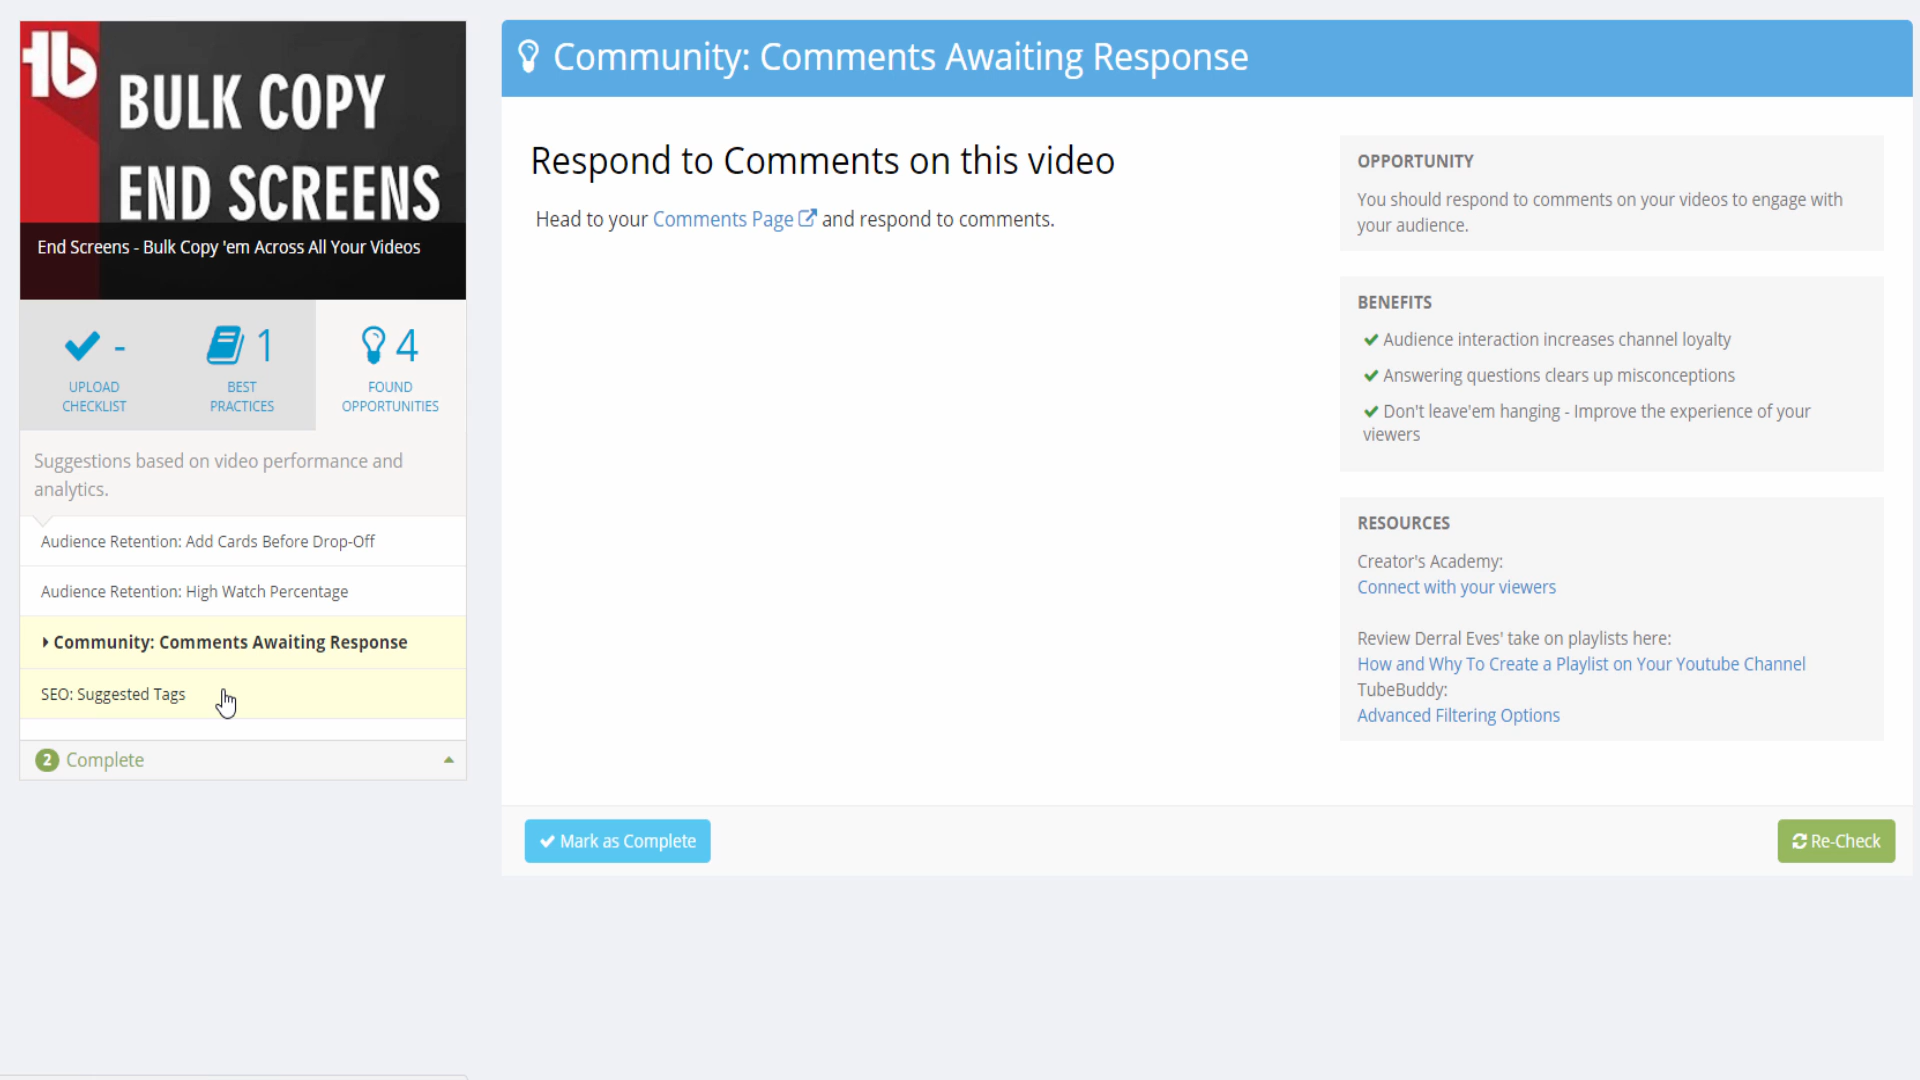 tb
BULK COPY
END SCREENS
End Screens - Bulk Copy 'em Across All Your Videos
-
UPLOAD
CHECKLIST
1
BEST
PRACTICES
4
FOUND
OPPORTUNITIES
Suggestions based on video performance and
analytics.
Audience Retention: Add Cards Before Drop-Off
Audience Retention: High Watch Percentage
Community: Comments Awaiting Response
SEO: Suggested Tags
2 Complete
Community: Comments Awaiting Response
Respond to Comments on this video
Head to your Comments Page and respond to comments.
OPPORTUNITY
You should respond to comments on your videos to engage with
your audience.
BENEFITS
Audience interaction increases channel loyalty
Answering questions clears up misconceptions
Don't leave'em hanging - Improve the experience of your
viewers
RESOURCES
Creator's Academy:
Connect with your viewers
Review Derral Eves' take on playlists here:
How and Why To Create a Playlist on Your Youtube Channel
TubeBuddy:
Advanced Filtering Options
Mark as Complete
Re-Check